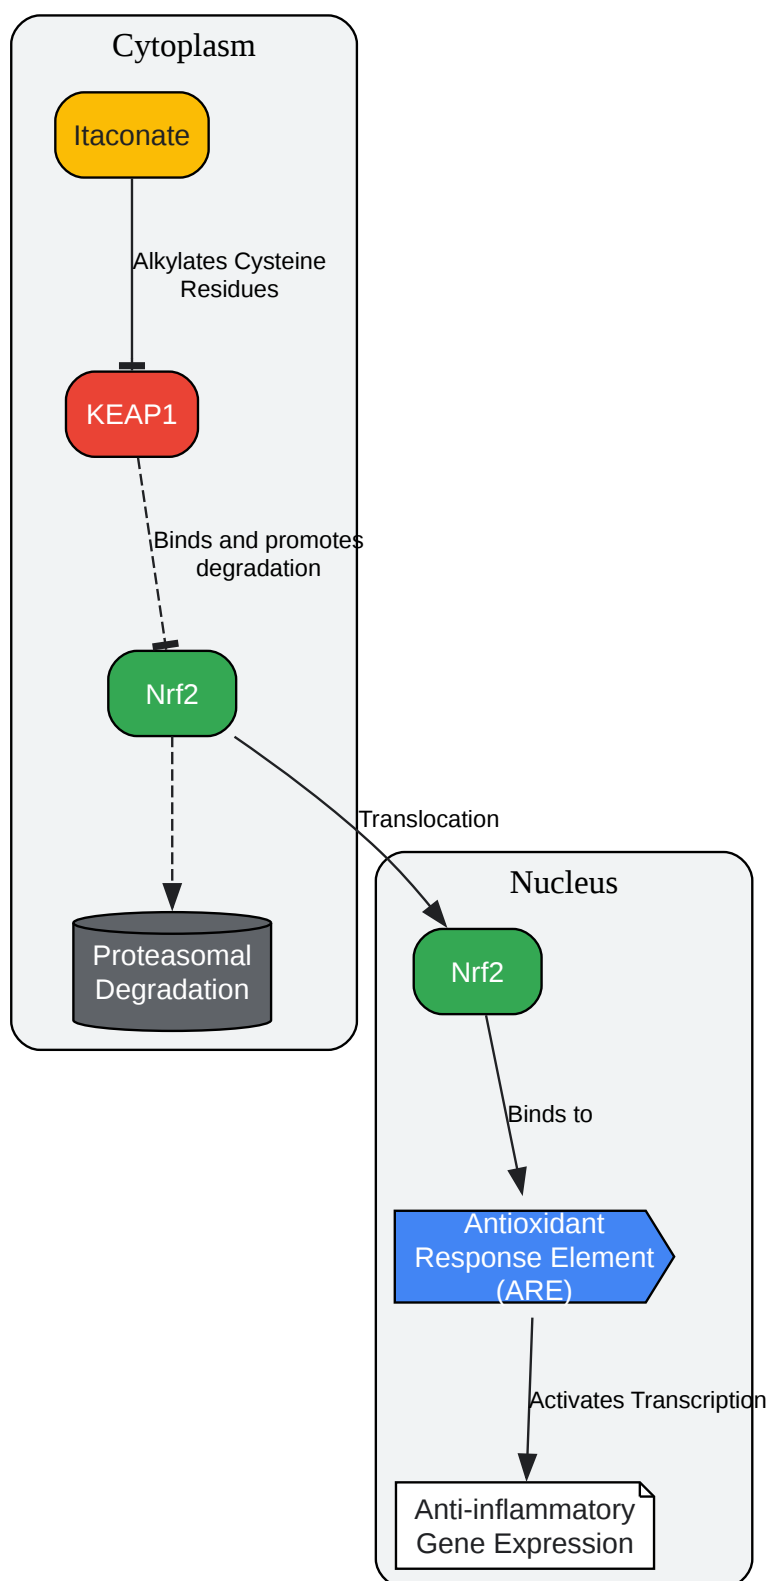 Cytoplasm
Itaconate
Alkylates Cysteine
Residues
KEAP1
Binds and promotes
degradation
Nrf2
Translocation
Proteasomal
Degradation
Nucleus
Nrf2
Binds to
Antioxidant
Response Element
(ARE)
Activates Transcription
Anti-inflammatory
Gene Expression